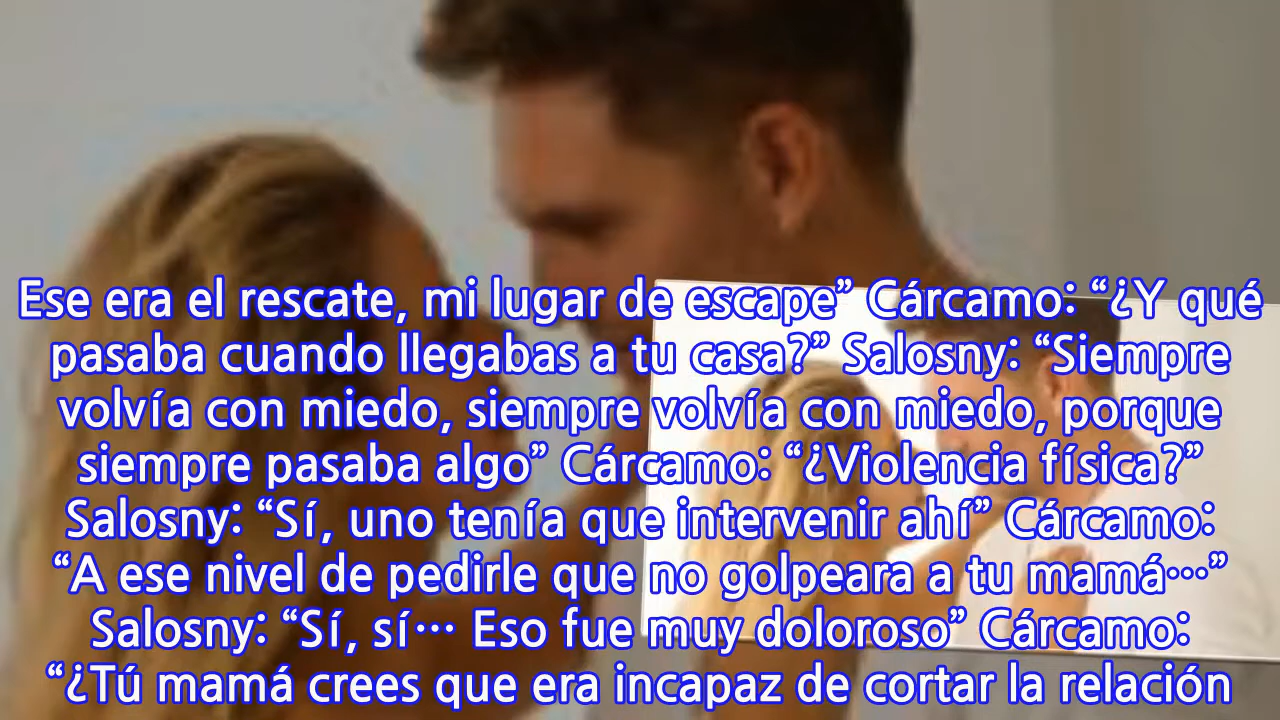 Ese era el rescate, mi lugar de escape” Cárcamo: “¿Y qué
pasaba cuando llegabas a tu casa?” Salosny: “Siempre
volvía con miedo, siempre volvía con miedo, porque
siempre pasaba algo” Cárcamo: “¿Violencia física?”
Salosny: “Sí, uno tenía que intervenir ahí” Cárcamo:
“A ese nivel de pedirle que no golpeara a tu mamá…”
Salosny: “Sí, sí… Eso fue muy doloroso” Cárcamo:
“¿Tú mamá crees que era incapaz de cortar la relación